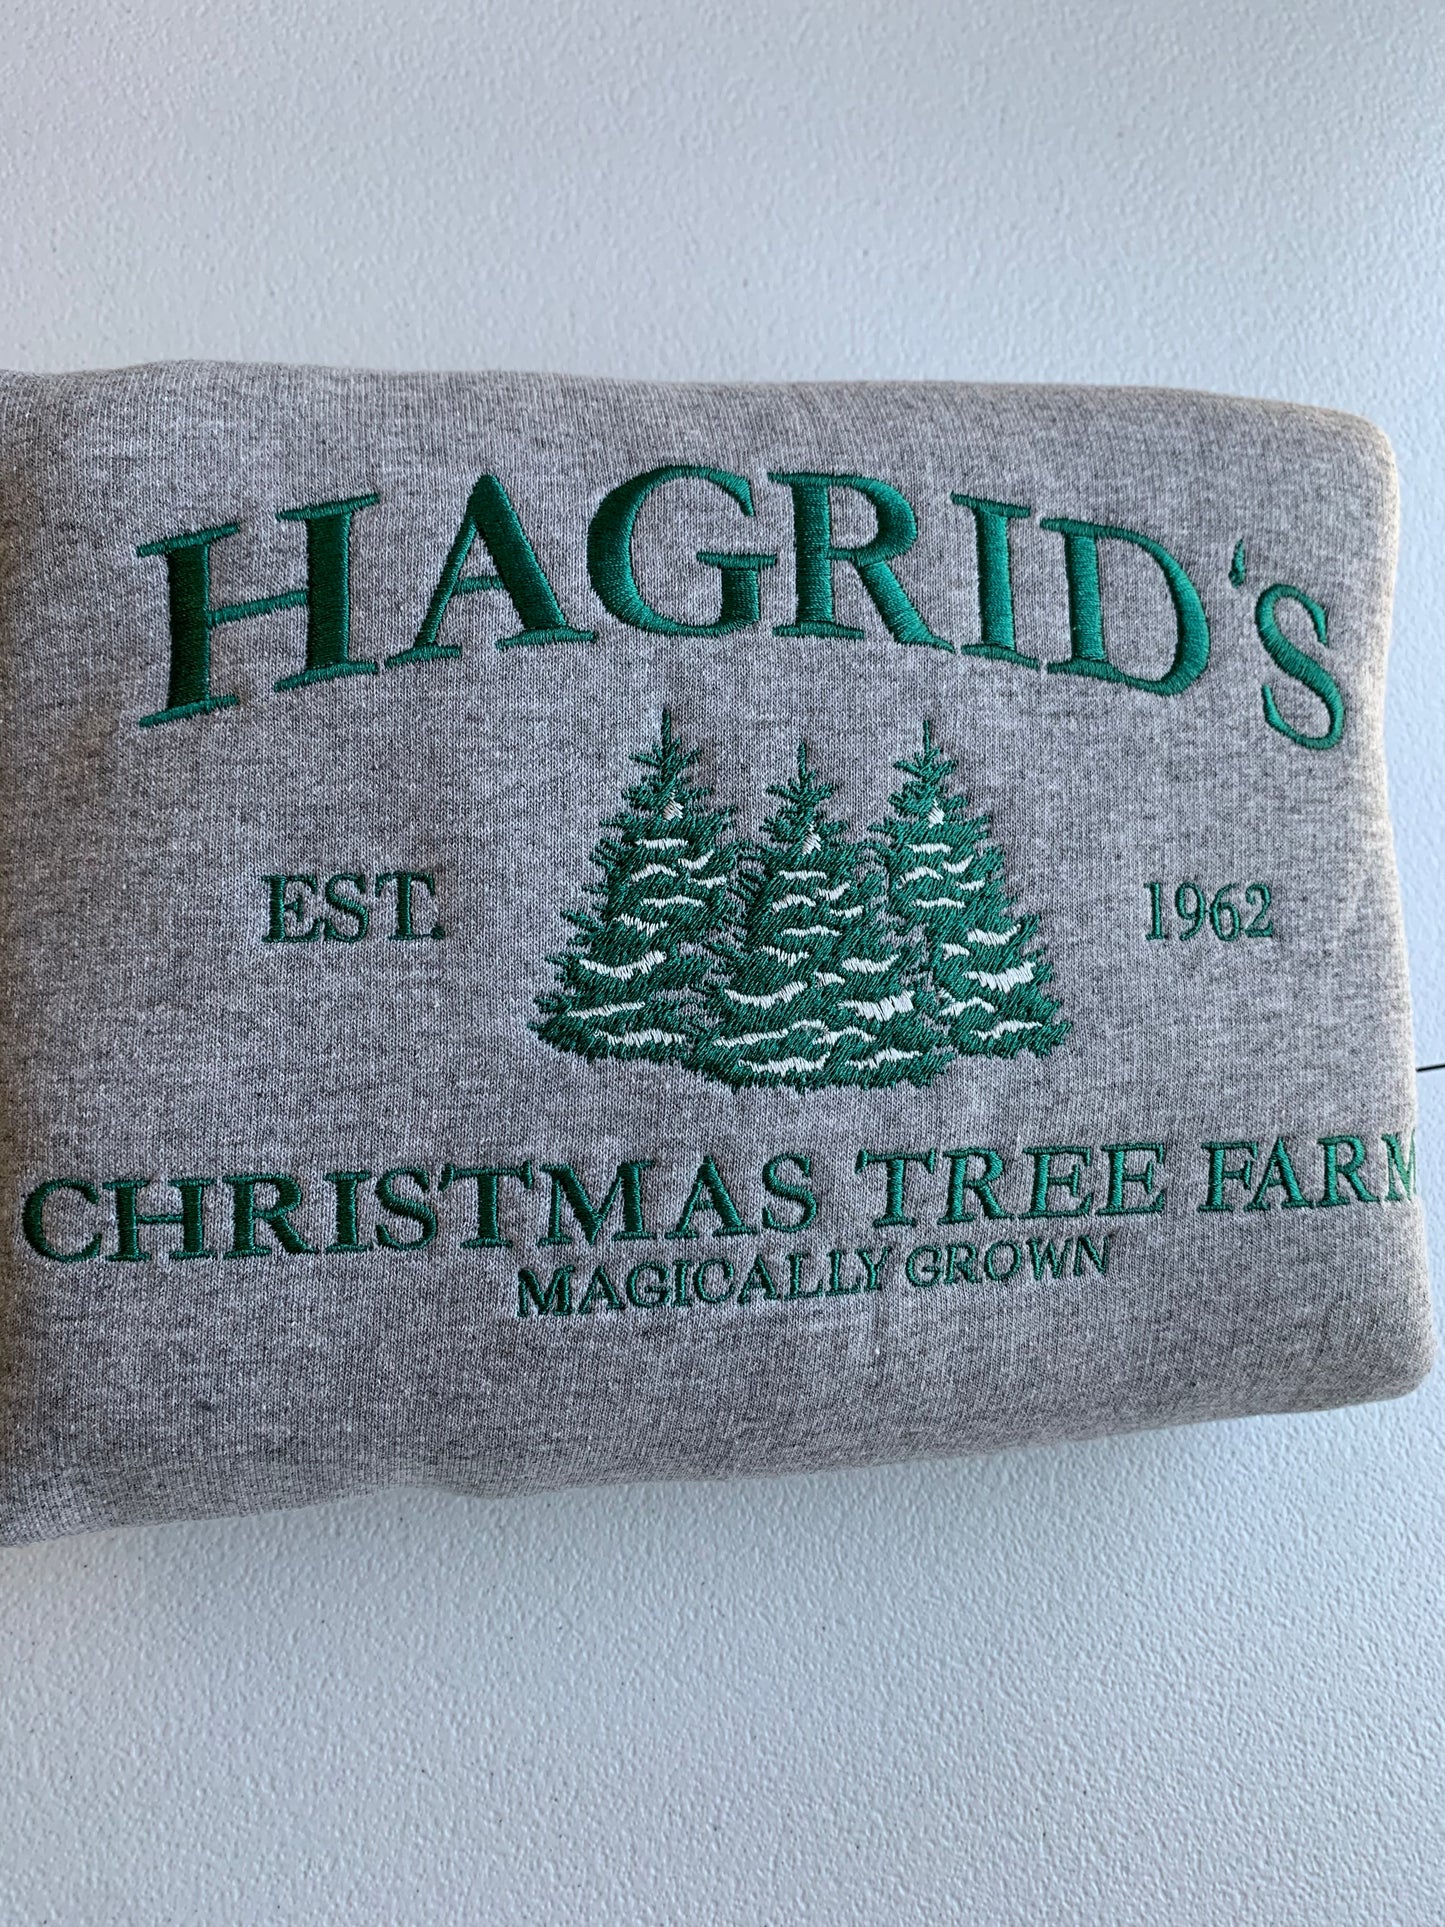 HAGRID'S
EST. 1962
CHRISTMAS TREE FARM
MAGICALLY GROWN